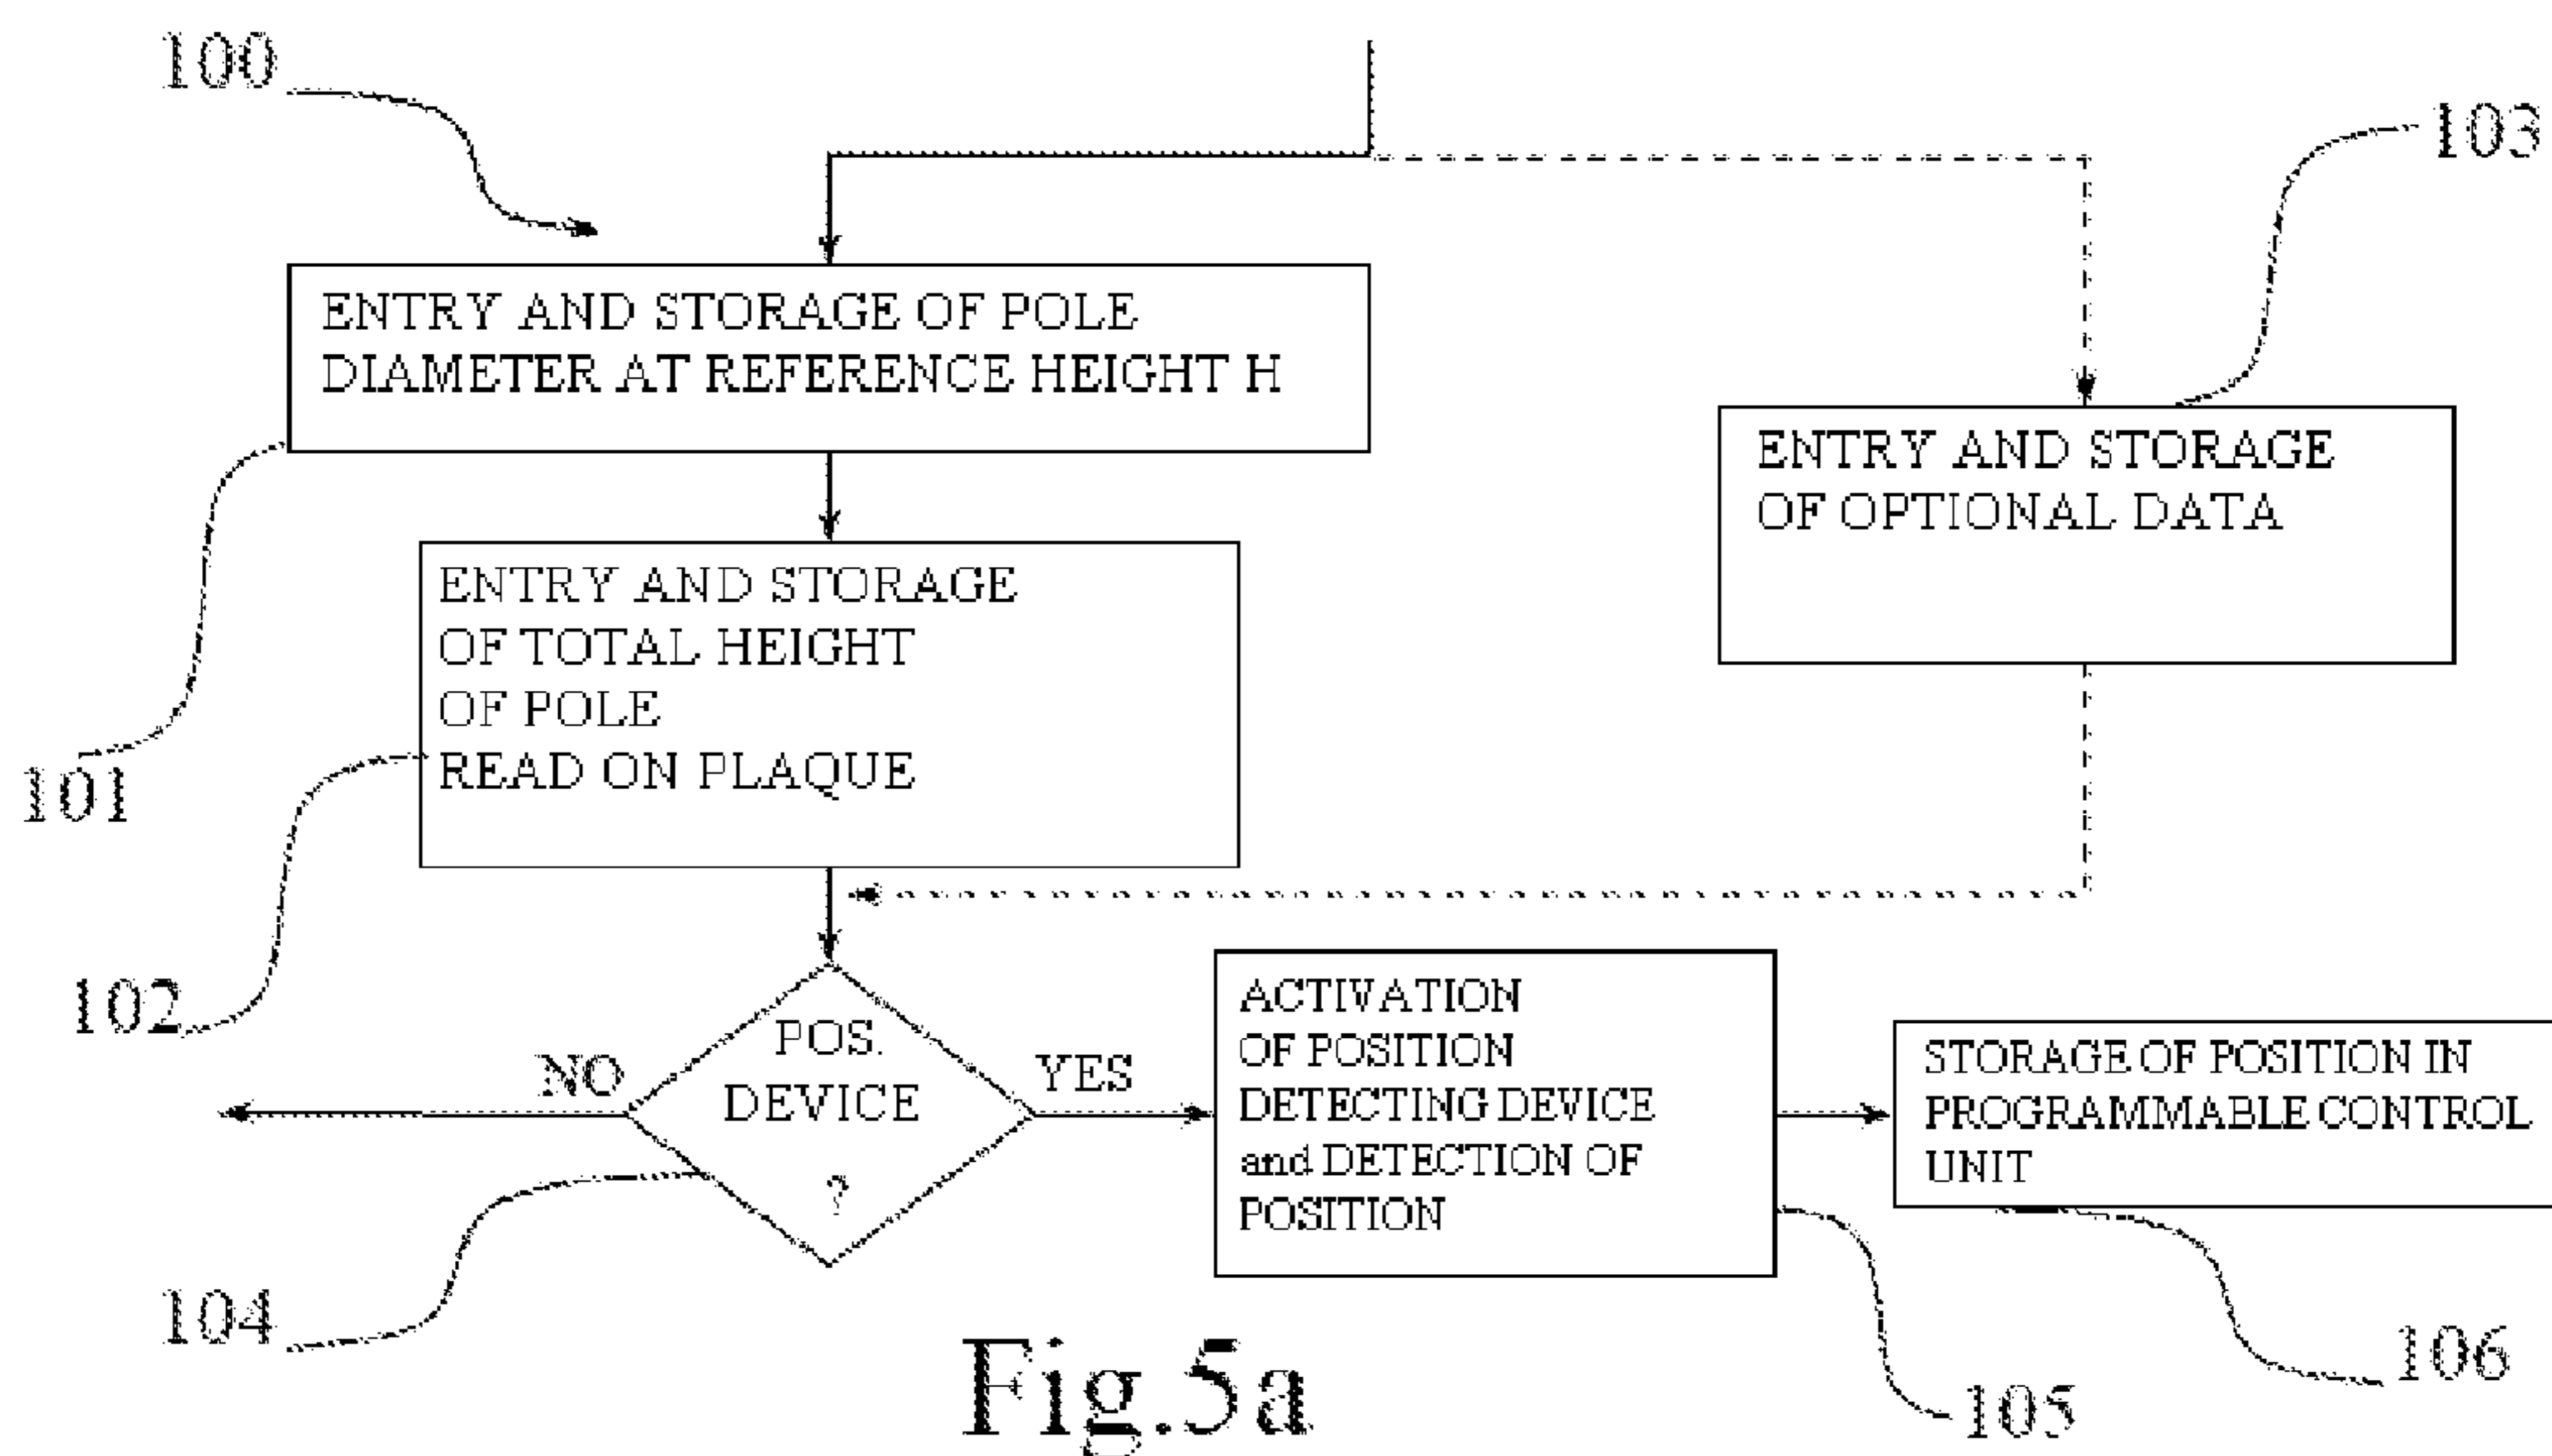 100
103
ENTRY AND STORAGE OF POLE
DIAMETER AT REFERENCE HEIGHT H
ENTRY AND STORAGE
OF OPTIONAL DATA
ENTRY AND STORAGE
OF TOTAL HEIGHT
OF POLE
READ ON PLAQUE
101
102
POS.
DEVICE
?
NO
YES
ACTIVATION
OF POSITION
DETECTING DEVICE
and DETECTION OF
POSITION
STORAGE OF POSITION IN
PROGRAMMABLE CONTROL
UNIT
104
105
106
Fig.5a